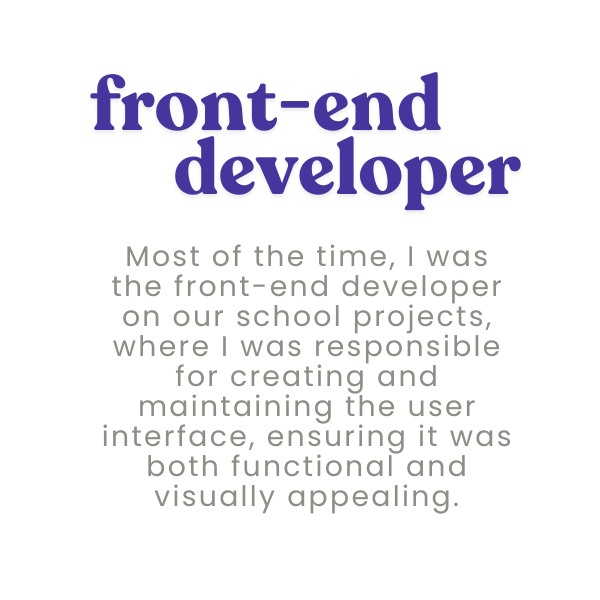 front-end
developer
Most of the time, I was
the front-end developer
on our school projects,
where I was responsible
for creating and
maintaining the user
interface, ensuring it was
both functional and
visually appealing.